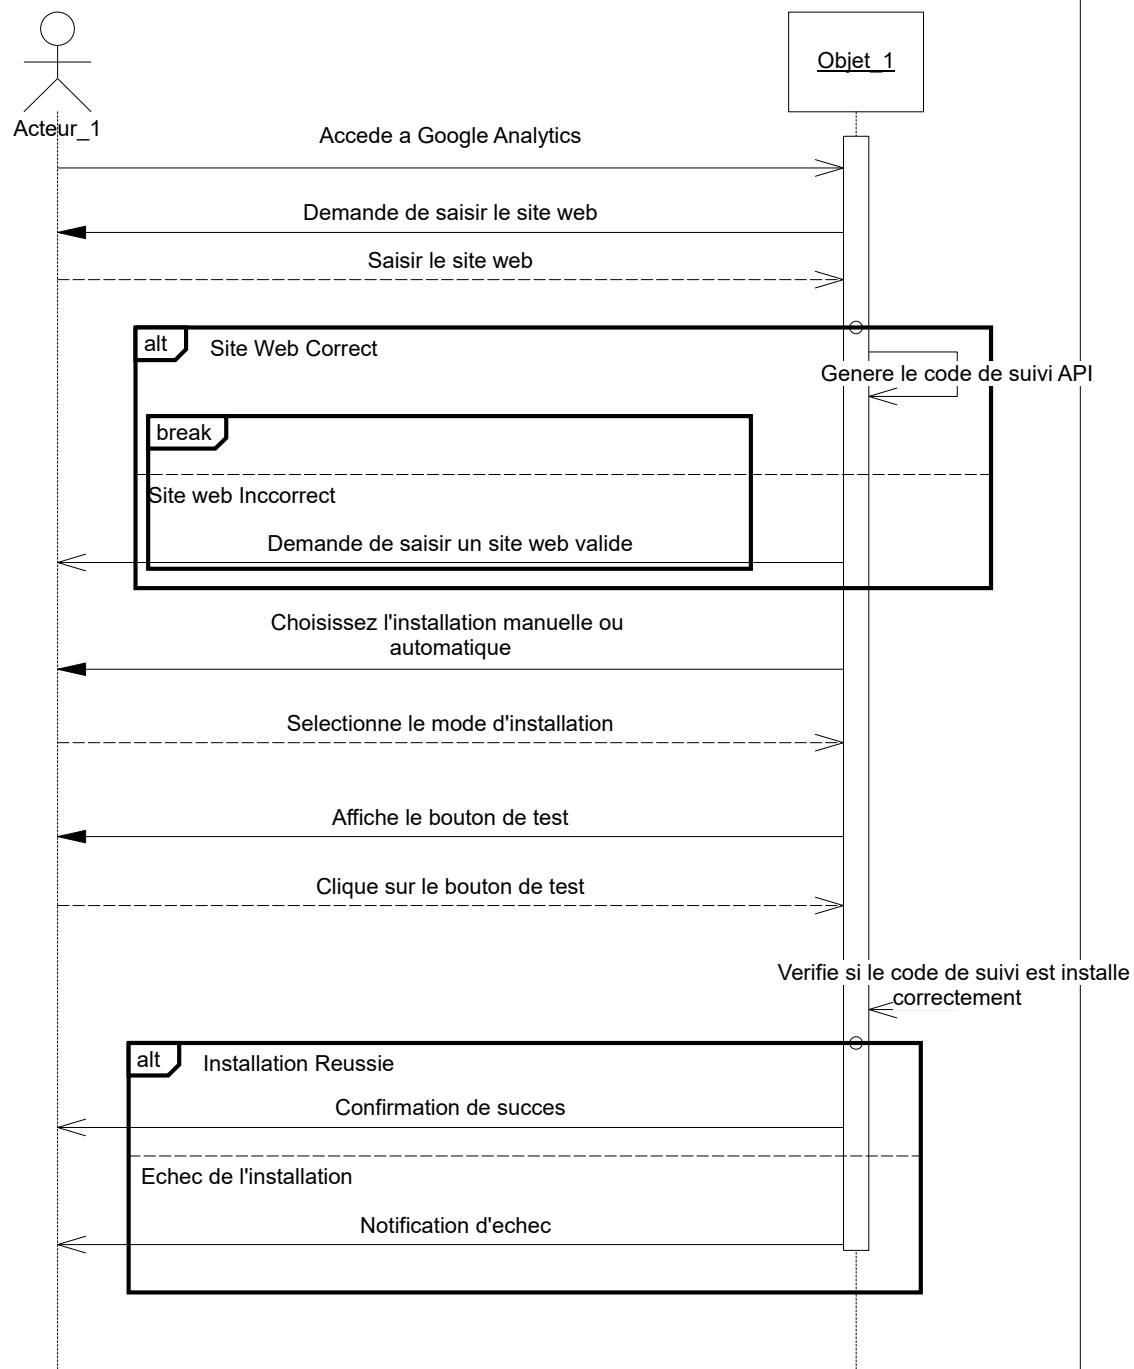 Objet_1
Acteur_1
Accede a Google Analytics
Demande de saisir le site web
Saisir le site web
alt
Site Web Correct
Genere le code de suivi API
break
Site web Inccorrect
Demande de saisir un site web valide
Choisissez l'installation manuelle ou
automatique
Selectionne le mode d'installation
Affiche le bouton de test
Clique sur le bouton de test
Verifie si le code de suivi est installe
correctement
alt
Installation Reussie
Confirmation de succes
Echec de l'installation
Notification d'echec